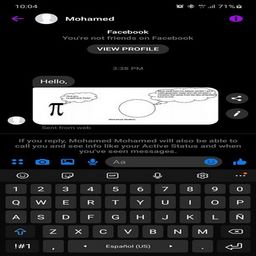 10:04
71%
Mohamed
Facebook
You're not friends on Facebook
VIEW PROFILE
3:38 PM
Hello,
π
Sent from web
If you reply, Mohamed Mohamed will also be able to
call you and see info like your Active Status and when
you've seen messages.
Aa
GIF
1 2 3 4 5 6 7 8 9 0
Q W E R T Y U I O P
A S D F G H J K L Ñ
Z X C V B N M
!#1 , Español (US) .